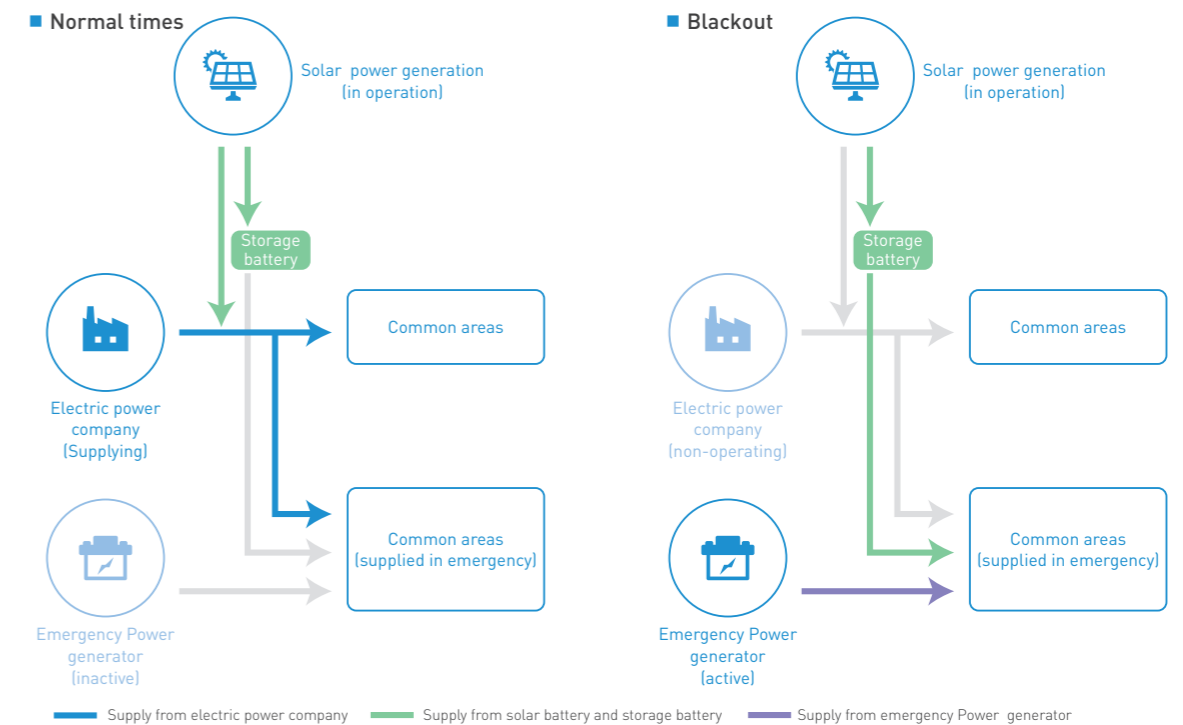 Normal times
Solar power generation
(in operation)
Storage
battery
Electric power
company
(Supplying)
Common areas
Common areas
(supplied in emergency)
Emergency Power
generator
(inactive)
Blackout
Solar power generation
(in operation)
Storage
battery
Electric power
company
(non-operating)
Common areas
Common areas
(supplied in emergency)
Emergency Power
generator
(active)
Supply from electric power company
Supply from solar battery and storage battery
Supply from emergency Power generator